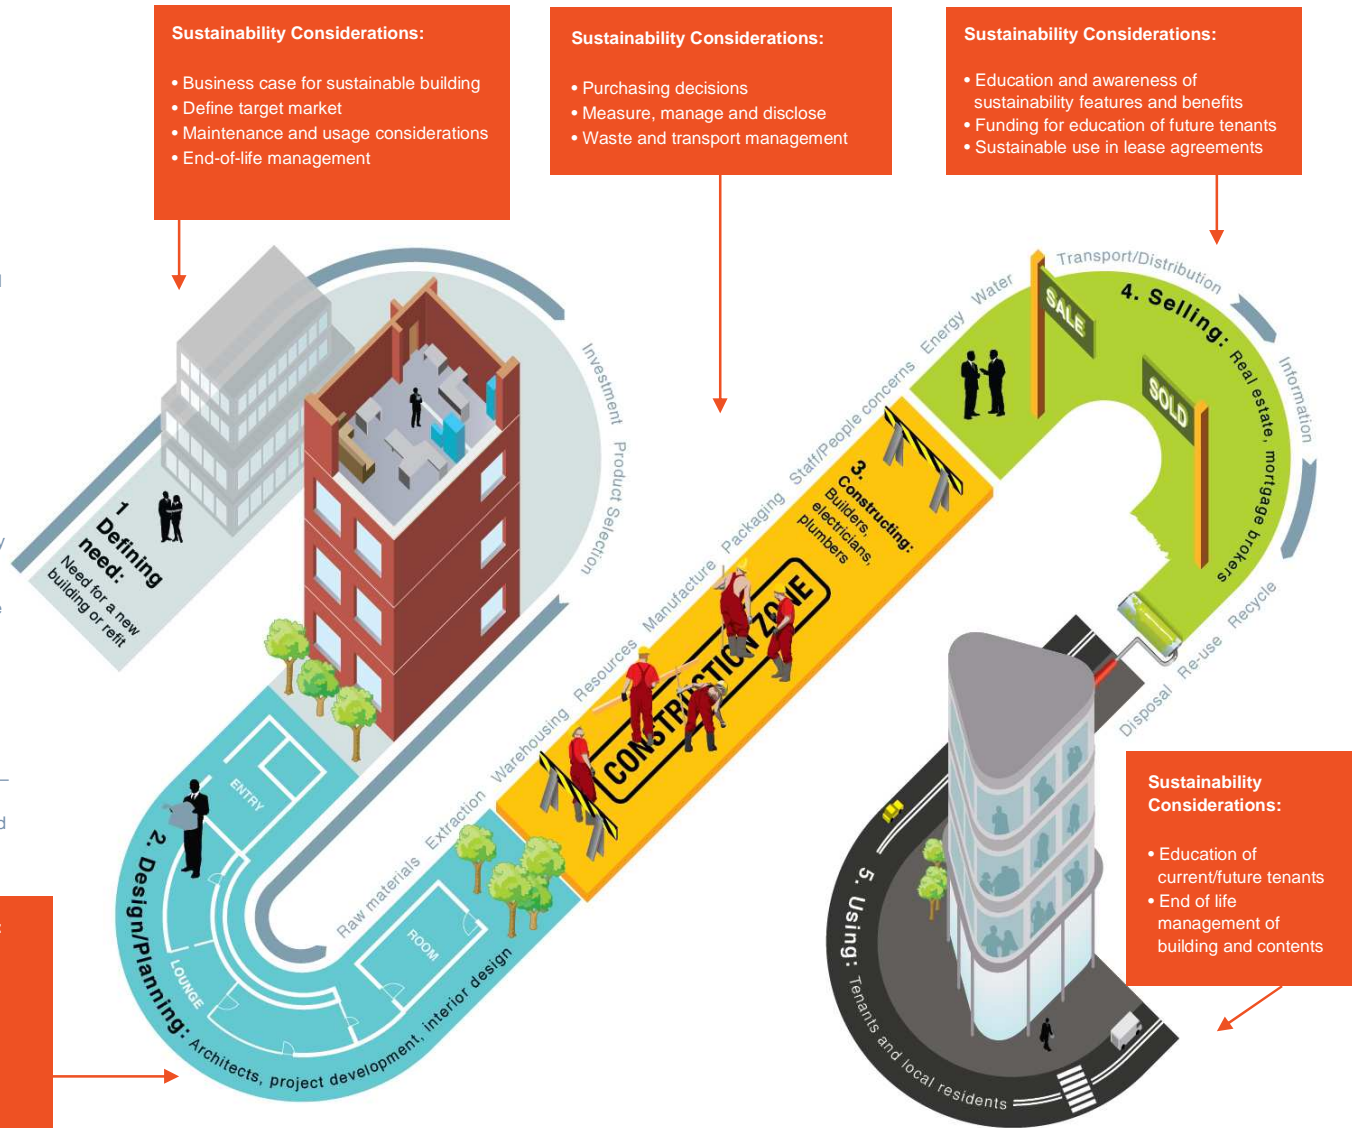 Sustainability Considerations:
• Business case for sustainable building
• Define target market
• Maintenance and usage considerations
• End-of-life management
Sustainability Considerations:
• Purchasing decisions
• Measure, manage and disclose
• Waste and transport management
Sustainability Considerations:
• Education and awareness of
sustainability features and benefits
• Funding for education of future tenants
• Sustainable use in lease agreements
1
Defining
need:
Need for a new
building or refit
Investment Product Selection
ENTRY
LOUNGE
ROOM
2. Design/Planning: Architects, project development, interior design
Raw materials Extraction Warehousing Resources Manufacture Packaging Staff/People concerns Energy Water Transport/Distribution Information
Recycle Re-use Disposal
3.
Constructing:
Builders,
electricians,
plumbers
CONSTRUCTION ZONE
SALE
SOLD
4. Selling: Real estate, mortgage brokers
5. Using: Tenants and local residents
Sustainability
Considerations:
• Education of
current/future tenants
• End of life
management of
building and contents